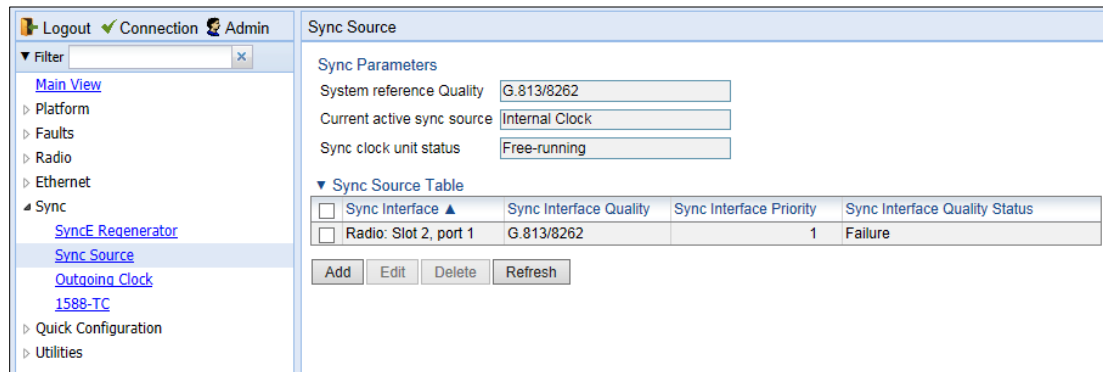 Logout Connection Admin
Filter
Main View
Platform
Faults
Radio
Ethernet
Sync
SyncE Regenerator
Sync Source
Outgoing Clock
1588-TC
Quick Configuration
Utilities
Sync Source
Sync Parameters
System reference Quality G.813/8262
Current active sync source Internal Clock
Sync clock unit status Free-running
Sync Source Table
Sync Interface ▲ Sync Interface Quality Sync Interface Priority Sync Interface Quality Status
Radio: Slot 2, port 1 G.813/8262 1 Failure
Add Edit Delete Refresh